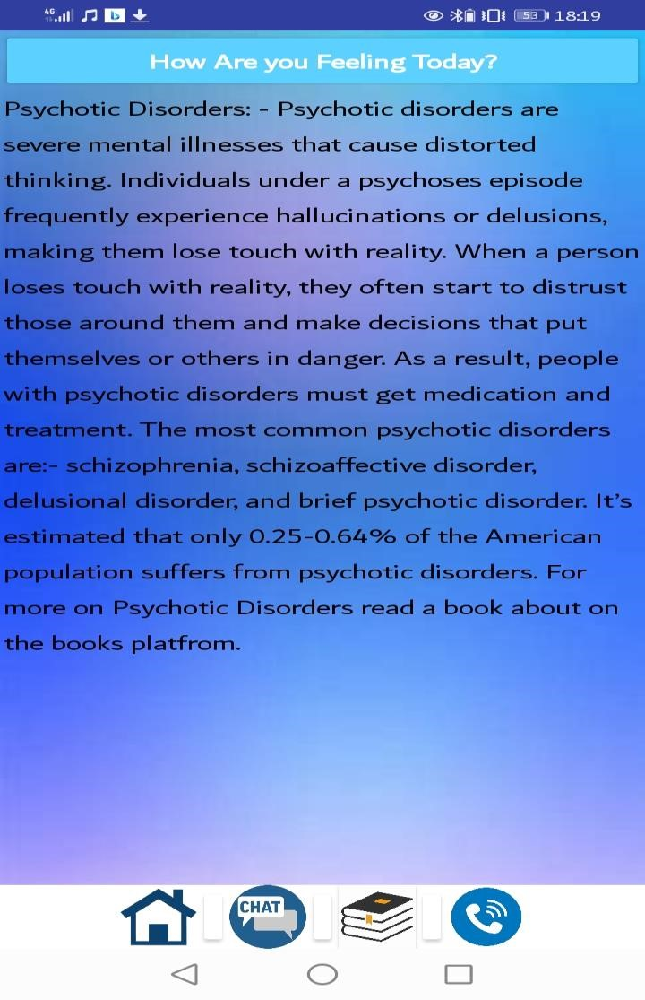 4G 53 18:19
How Are you Feeling Today?
Psychotic Disorders: - Psychotic disorders are
severe mental illnesses that cause distorted
thinking. Individuals under a psychoses episode
frequently experience hallucinations or delusions,
making them lose touch with reality. When a person
loses touch with reality, they often start to distrust
those around them and make decisions that put
themselves or others in danger. As a result, people
with psychotic disorders must get medication and
treatment. The most common psychotic disorders
are:- schizophrenia, schizoaffective disorder,
delusional disorder, and brief psychotic disorder. It’s
estimated that only 0.25-0.64% of the American
population suffers from psychotic disorders. For
more on Psychotic Disorders read a book about on
the books platfrom.
CHAT